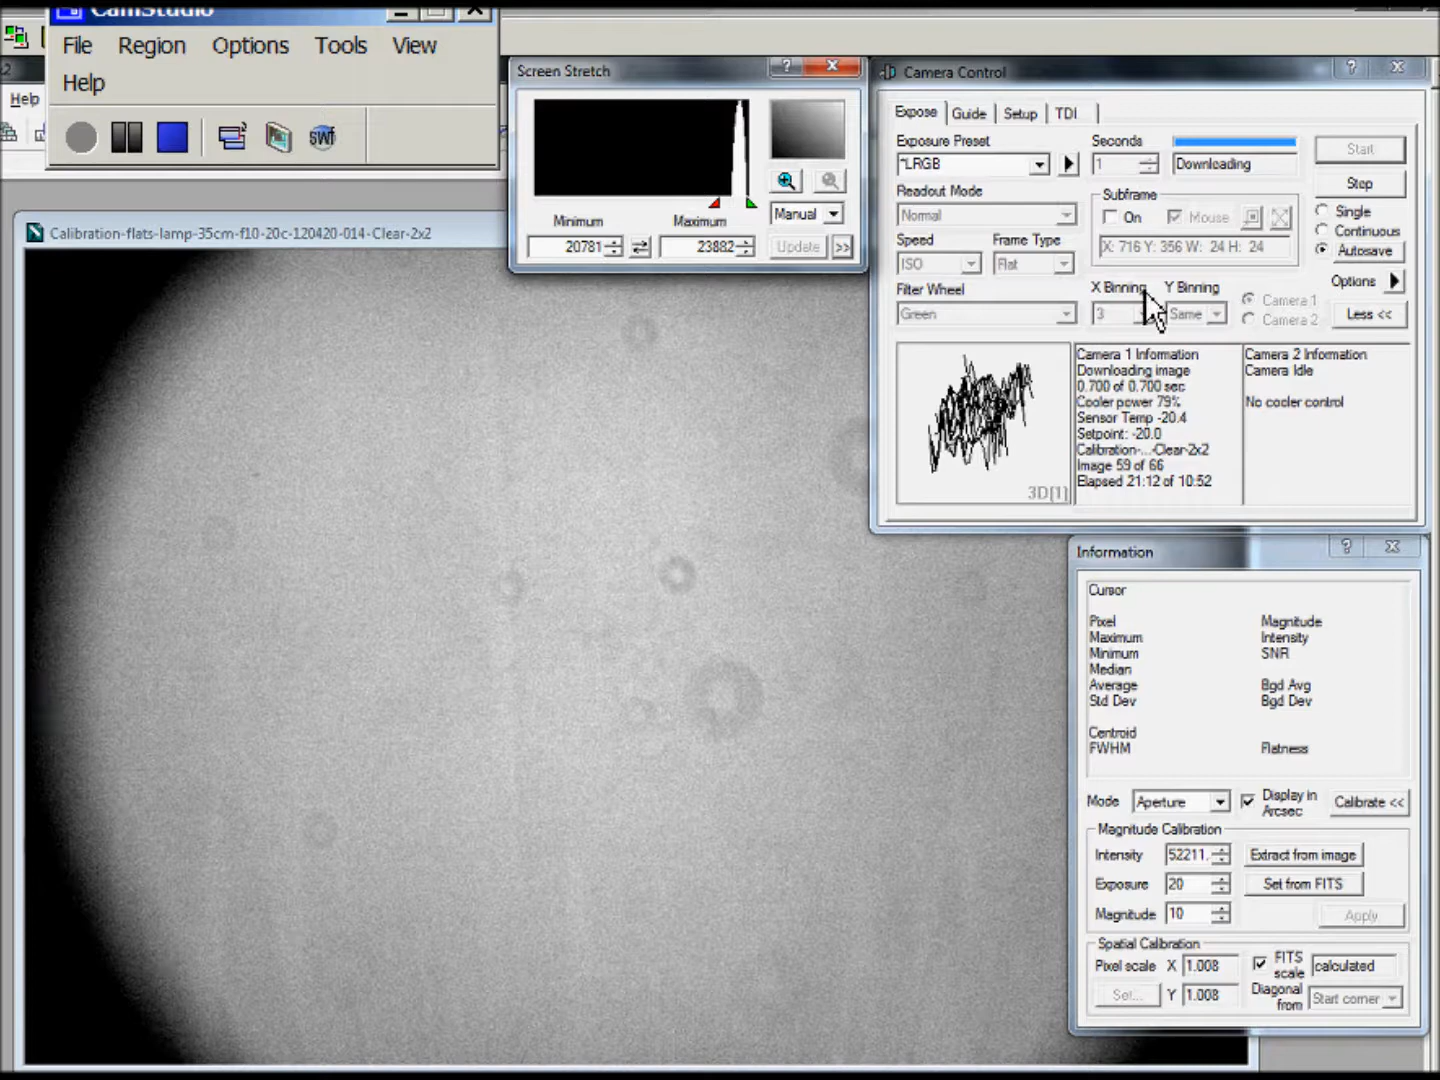 CamStudio
File Region Options Tools View
Help
Help
swf
Calibration-flats-lamp-35cm-f10-20c-120420-014-Clear-2x2
Screen Stretch
Minimum Maximum
20781 23882
Manual
Update >>
Camera Control
Expose Guide Setup TDI
Exposure Preset
*LRGB
Seconds
1
Downloading
Start
Stop
Readout Mode
Normal
Subframe
On Mouse
X: 716 Y: 356 W: 24 H: 24
Single
Continuous
Autosave
Speed Frame Type
ISO Flat
Options
Filter Wheel
Green
X Binning Y Binning
3 Same
Camera 1
Camera 2
Less <<
3D[1]
Camera 1 Information
Downloading image
0.700 of 0.700 sec
Cooler power 79%
Sensor Temp -20.4
Setpoint: -20.0
Calibration-...-Clear-2x2
Image 59 of 66
Elapsed 21:12 of 10:52
Camera 2 Information
Camera Idle
No cooler control
Information
Cursor
Pixel Magnitude
Maximum Intensity
Minimum SNR
Median
Average Bgd Avg
Std Dev Bgd Dev
Centroid
FWHM Flatness
Mode Aperture
Display in Arcsec
Calibrate <<
Magnitude Calibration
Intensity 52211. Extract from image
Exposure 20 Set from FITS
Magnitude 10 Apply
Spatial Calibration
Pixel scale X 1.008 FITS scale calculated
Set... Y 1.008 Diagonal from Start corner